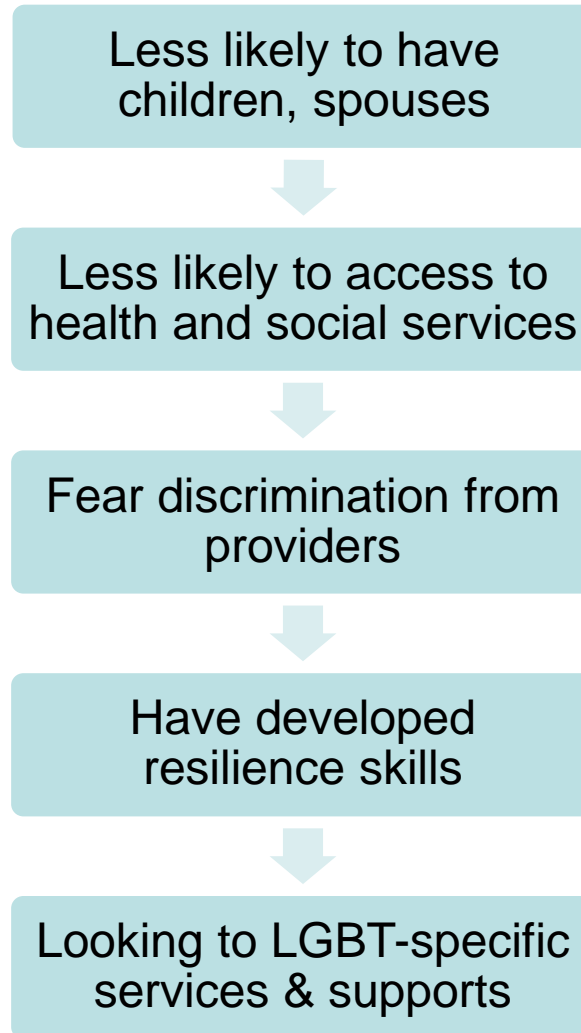 Less likely to have
children, spouses
Less likely to access to
health and social services
Fear discrimination from
providers
Have developed
resilience skills
Looking to LGBT-specific
services & supports